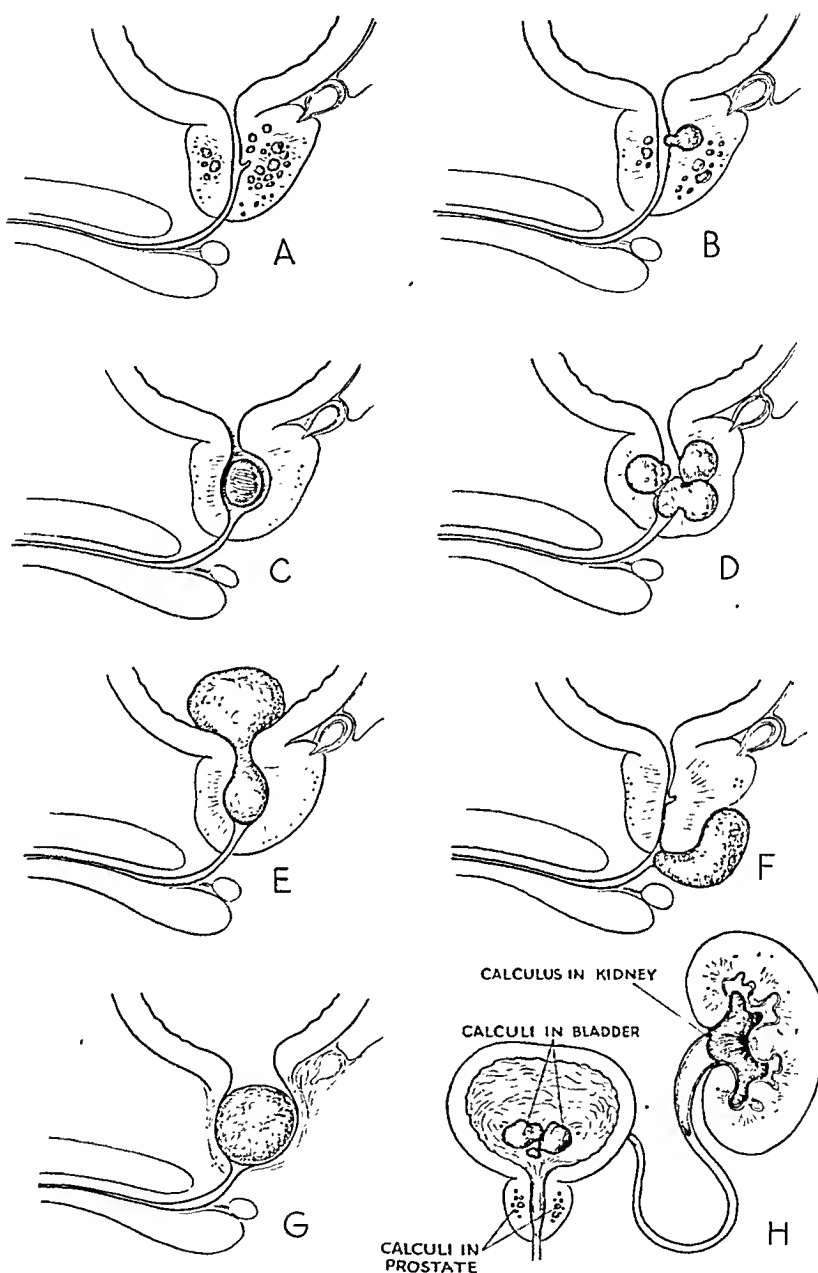 A
B
C
D
E
F
CALCULUS IN KIDNEY
CALCULI IN BLADDER
G
H
CALCULI IN
PROSTATE